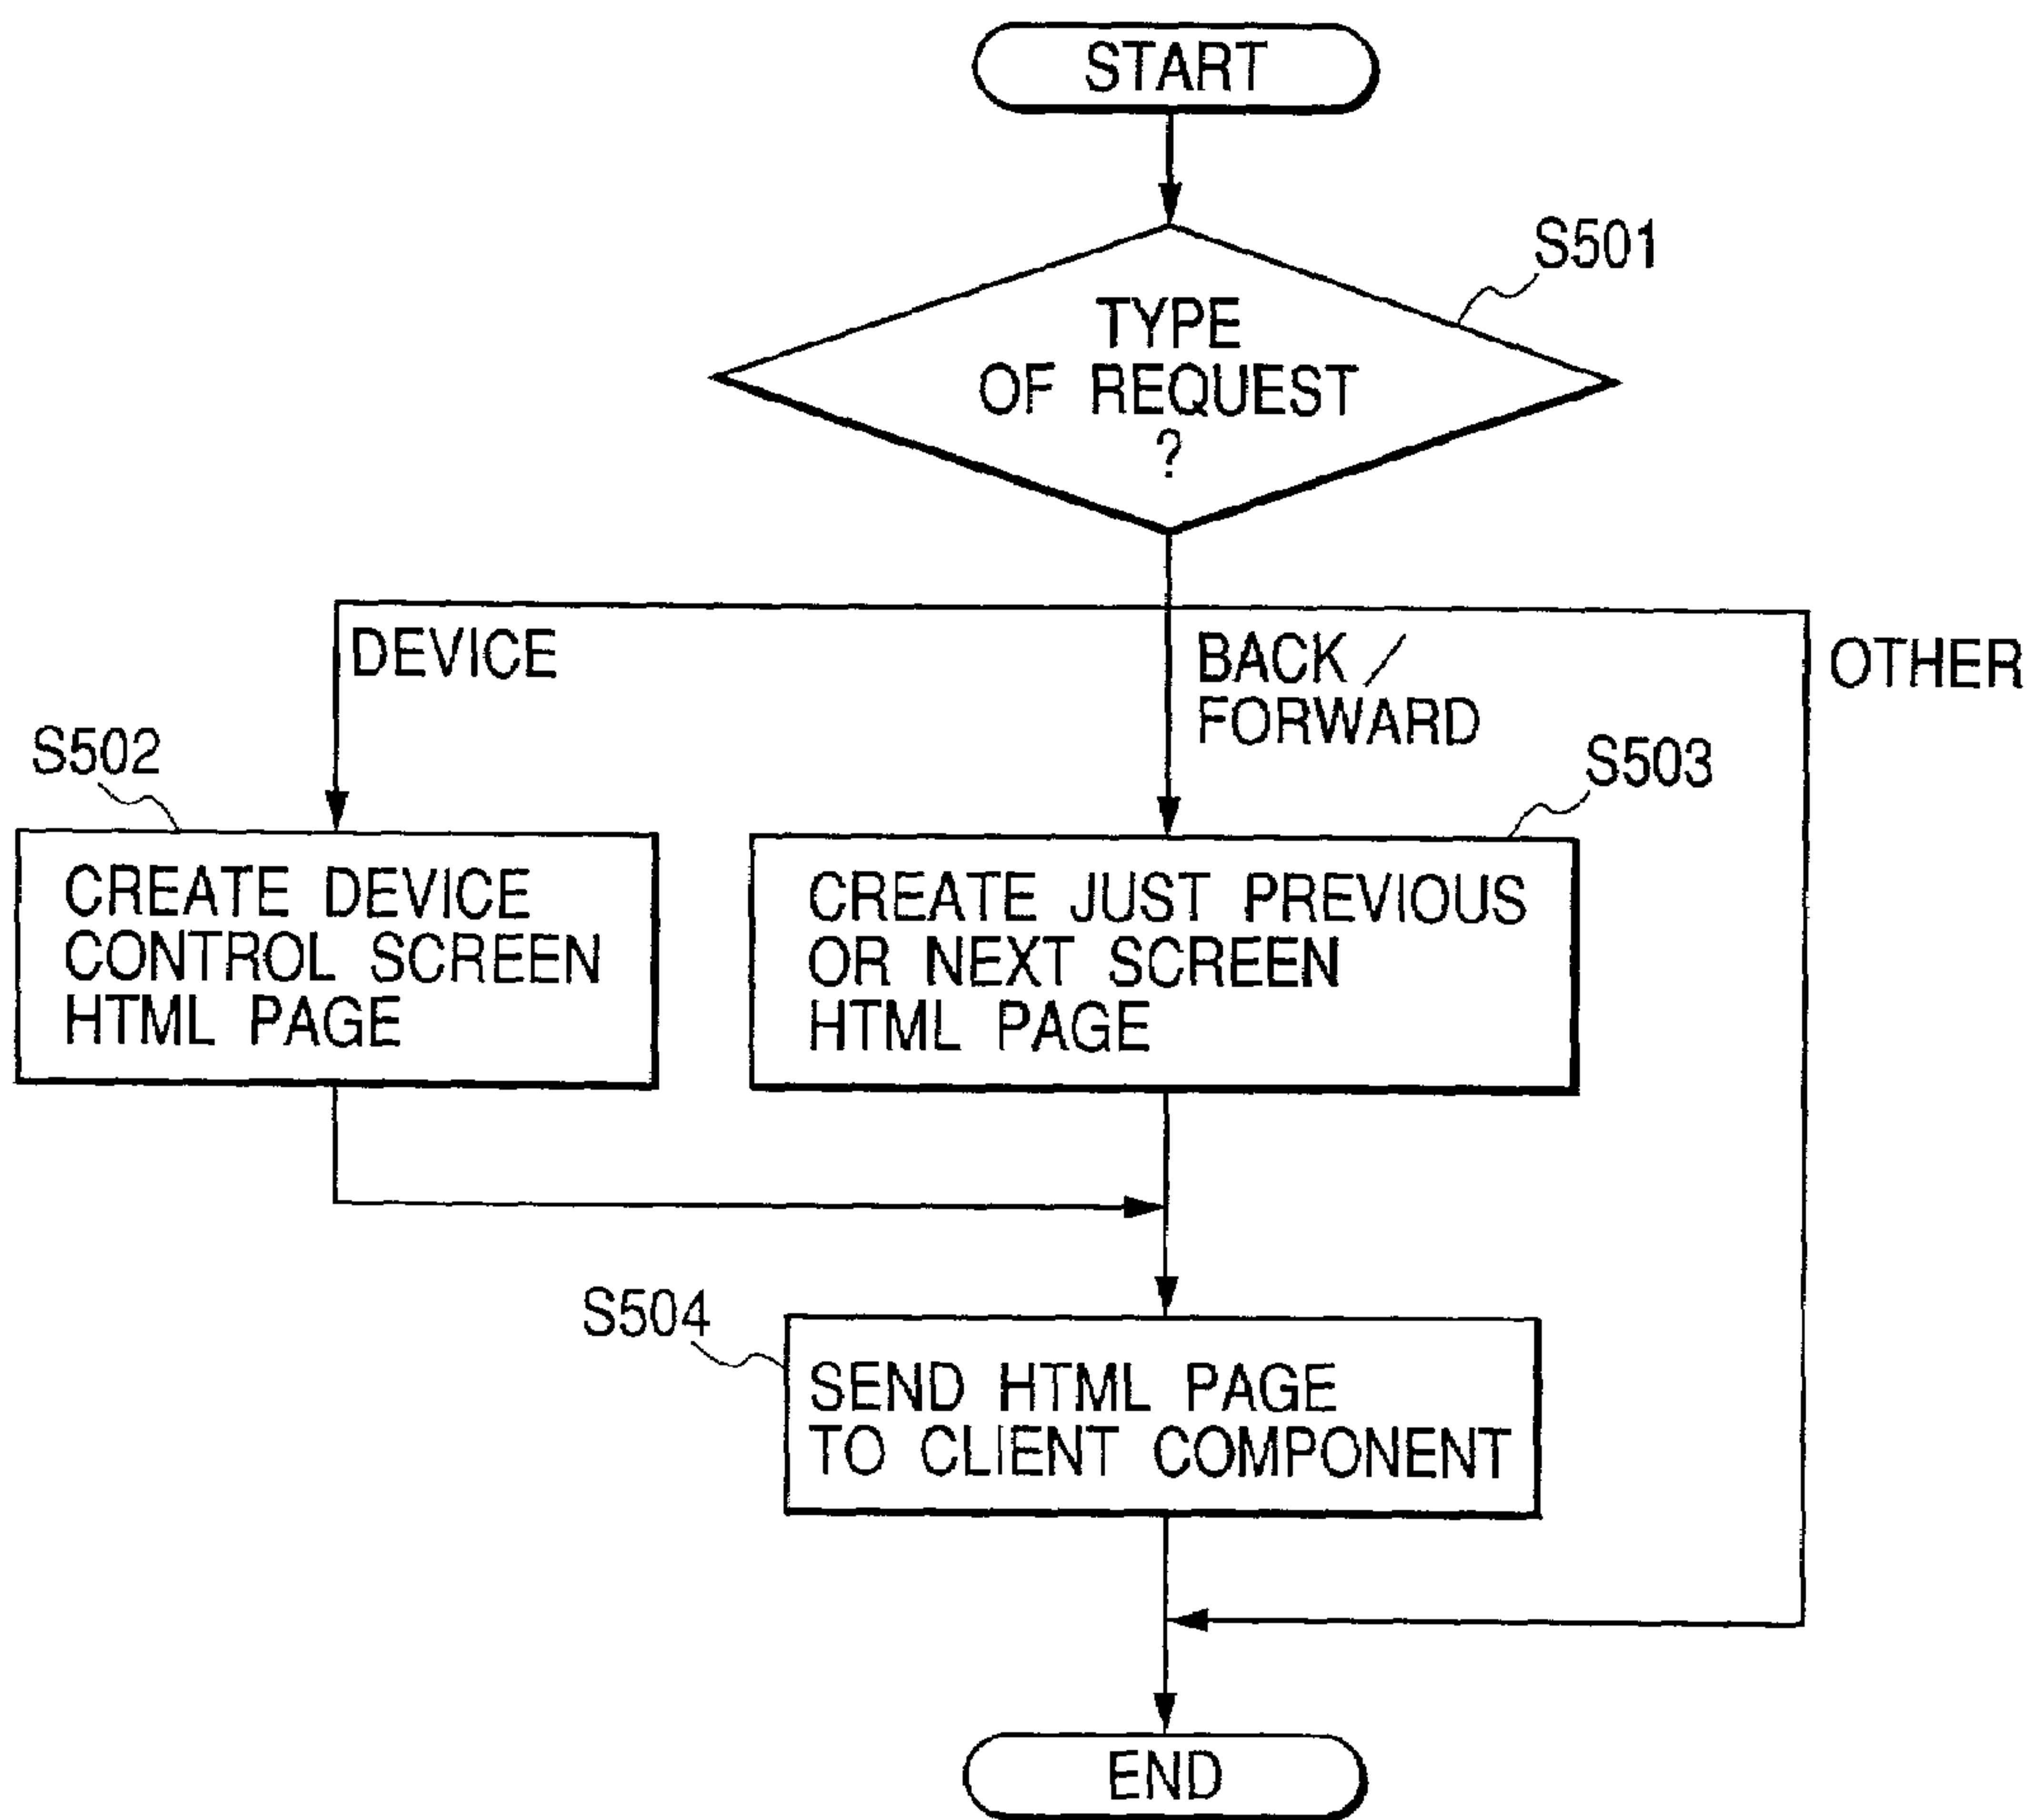 START
S501
TYPE
OF REQUEST
?
DEVICE
BACK /
FORWARD
OTHER
S502
S503
CREATE DEVICE
CONTROL SCREEN
HTML PAGE
CREATE JUST PREVIOUS
OR NEXT SCREEN
HTML PAGE
S504
SEND HTML PAGE
TO CLIENT COMPONENT
END